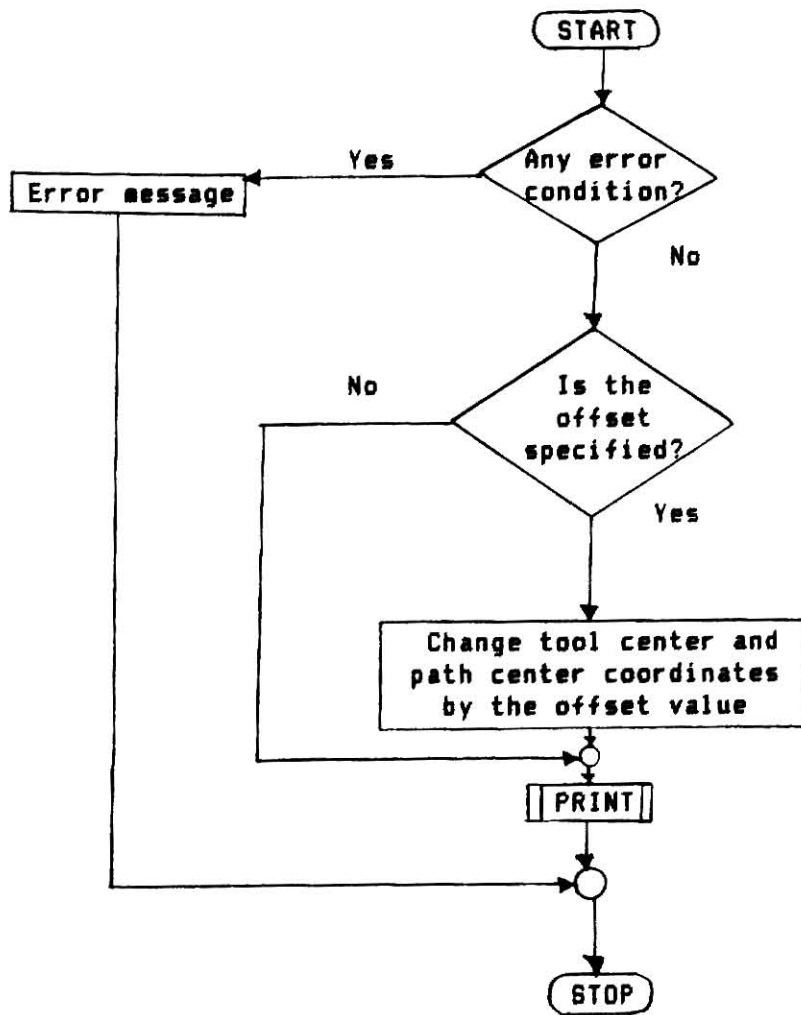 START
Any error
condition?
Yes
Error message
No
Is the
offset
specified?
No
Yes
Change tool center and
path center coordinates
by the offset value
PRINT
STOP